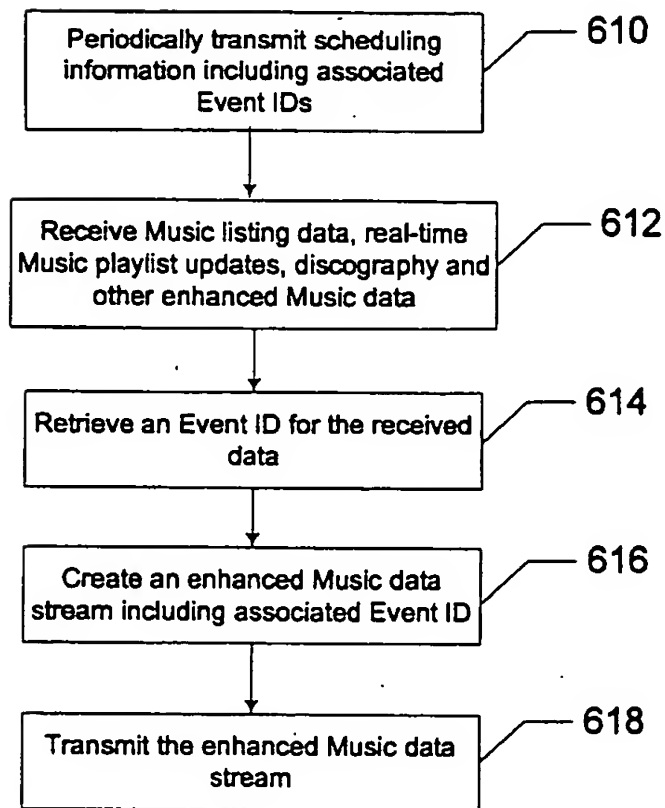 Periodically transmit scheduling
information including associated
Event IDs
610
Receive Music listing data, real-time
Music playlist updates, discography and
other enhanced Music data
612
Retrieve an Event ID for the received
data
614
Create an enhanced Music data
stream including associated Event ID
616
Transmit the enhanced Music data
stream
618